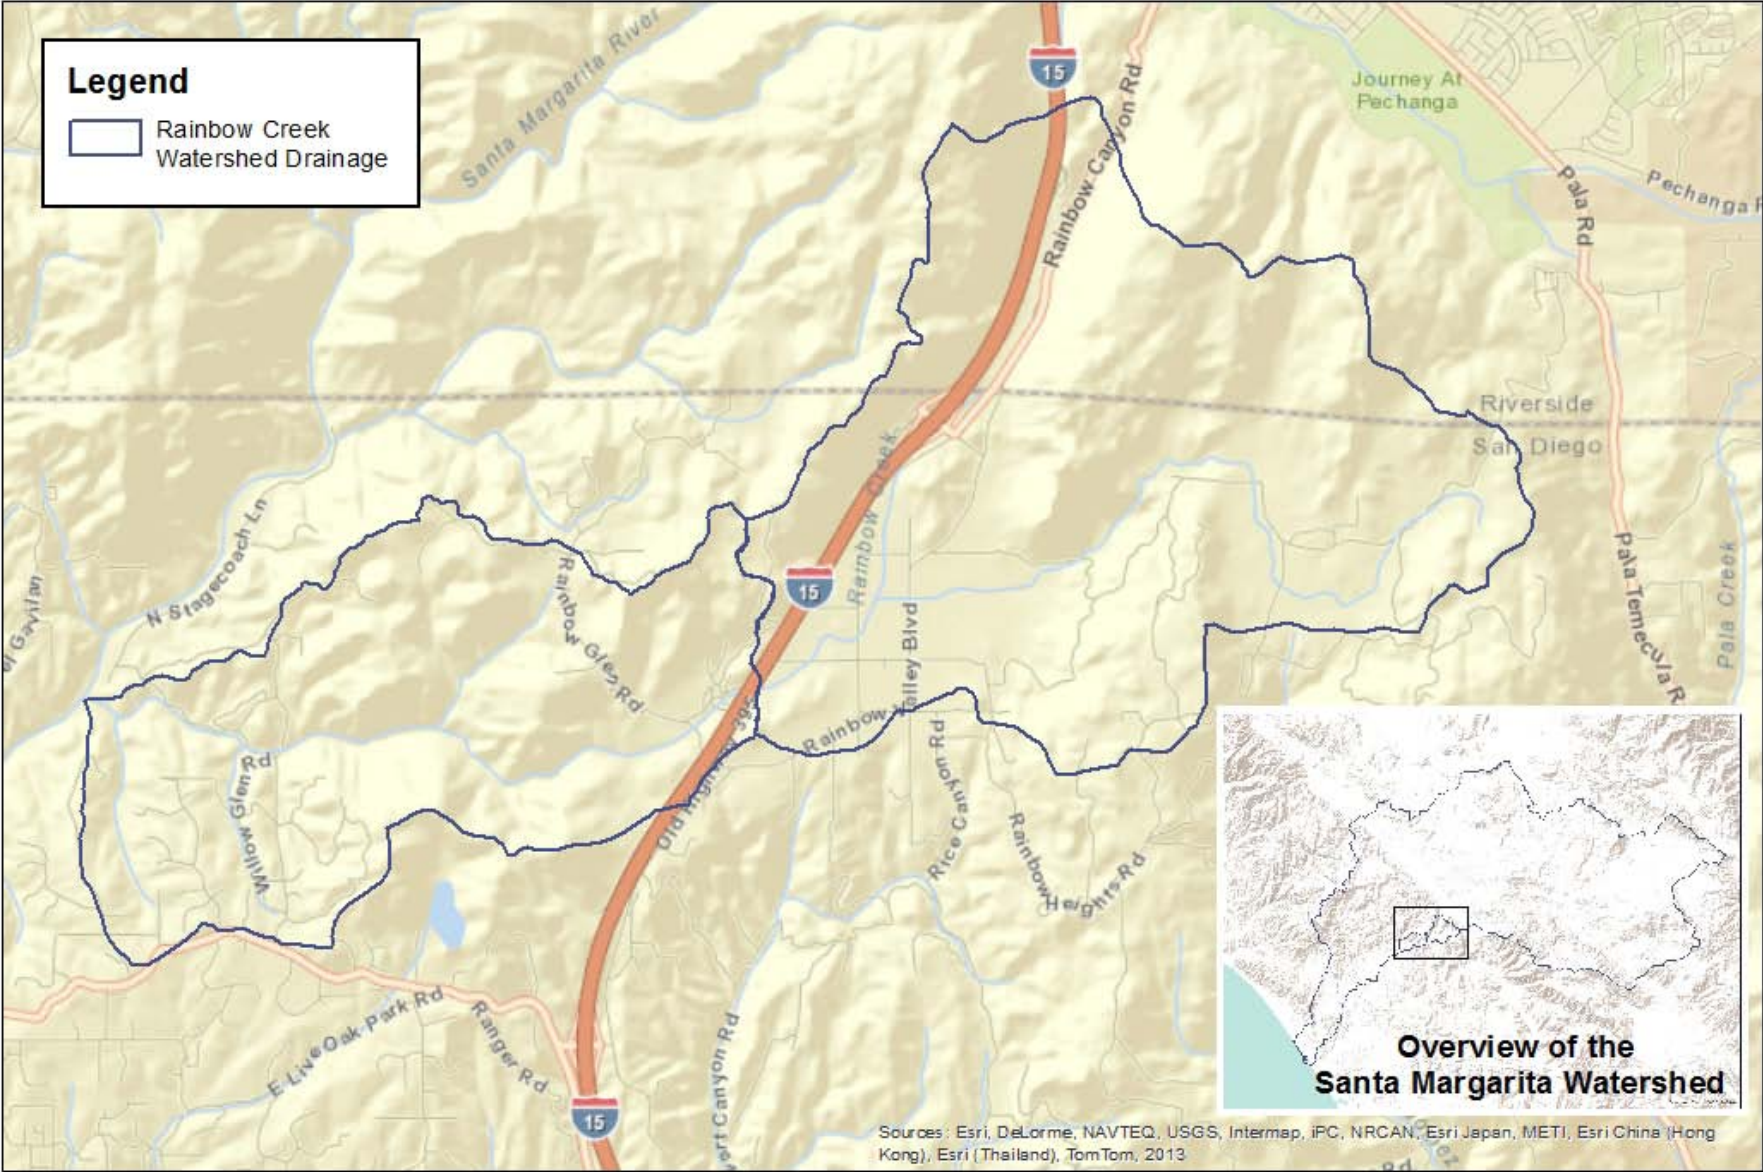 Legend
Rainbow Creek
Watershed Drainage
Santa Margarita River
15
Rainbow Canyon Rd
Journey At
Pechanga
Pala Rd
Pechanga
Riverside
San Diego
Rainbow Creek
N Stagecoach Ln
el Gavilan
Rainbow Glen Rd
15
Rainbow Valley Blvd
Pala Temecula R
Pala Creek
Willow Glen Rd
Old Highway 395
Rice Canyon Rd
Rainbow Heights Rd
E Live Oak Park Rd
Ranger Rd
15
Canyon Rd
Overview of the
Santa Margarita Watershed
Sources: Esri, DeLorme, NAVTEQ, USGS, Intermap, iPC, NRCAN, Esri Japan, METI, Esri China (Hong
Kong), Esri (Thailand), TomTom, 2013
Rd